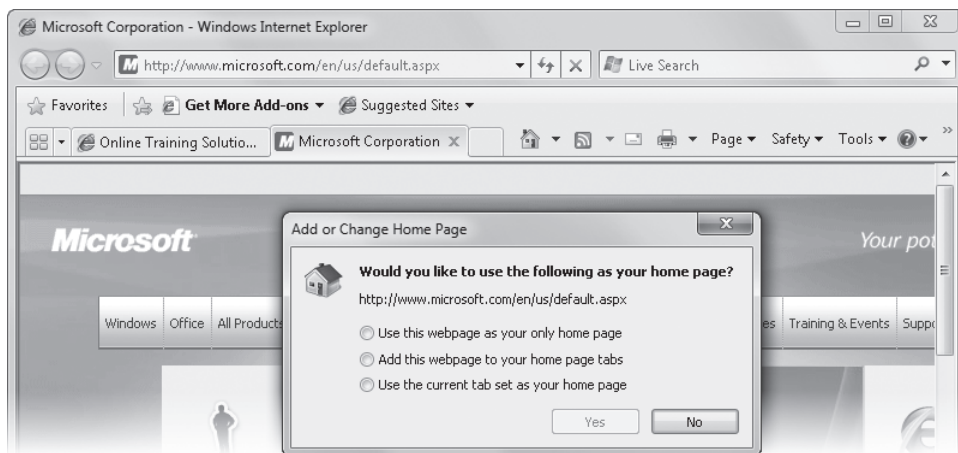 Microsoft Corporation - Windows Internet Explorer
http://www.microsoft.com/en/us/default.aspx
Live Search
Favorites
Get More Add-ons
Suggested Sites
Online Training Solutio...
Microsoft Corporation
Page
Safety
Tools
Microsoft
Your
Windows
Office
All Products
Training & Events
Add or Change Home Page
Would you like to use the following as your home page?
http://www.microsoft.com/en/us/default.aspx
Use this webpage as your only home page
Add this webpage to your home page tabs
Use the current tab set as your home page
Yes
No